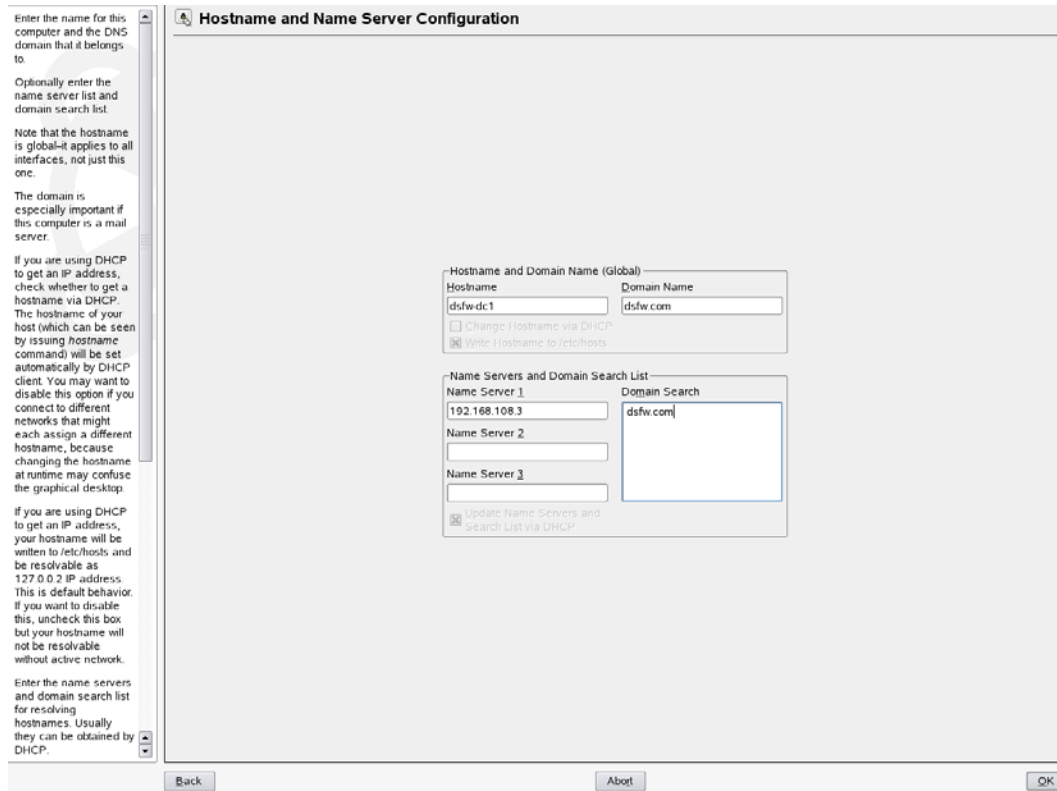 Enter the name for this
computer and the DNS
domain that it belongs
to.
Optionally enter the
name server list and
domain search list.
Note that the hostname
is global–it applies to all
interfaces, not just this
one.
The domain is
especially important if
this computer is a mail
server.
If you are using DHCP
to get an IP address,
check whether to get a
hostname via DHCP.
The hostname of your
host (which can be seen
by issuing hostname
command) will be set
automatically by DHCP
client. You may want to
disable this option if you
connect to different
networks that might
each assign a different
hostname, because
changing the hostname
at runtime may confuse
the graphical desktop.
If you are using DHCP
to get an IP address,
your hostname will be
written to /etc/hosts and
be resolvable as
127.0.0.2 IP address.
This is default behavior.
If you want to disable
this, uncheck this box
but your hostname will
not be resolvable
without active network.
Enter the name servers
and domain search list
for resolving
hostnames. Usually
they can be obtained by
DHCP.
Hostname and Name Server Configuration
Hostname and Domain Name (Global)
Hostname
Domain Name
dsfw-dc1
dsfw.com
Change Hostname via DHCP
Write Hostname to /etc/hosts
Name Servers and Domain Search List
Name Server 1
Domain Search
192.168.108.3
dsfw.com
Name Server 2
Name Server 3
Update Name Servers and
Search List via DHCP
Back
Abort
OK